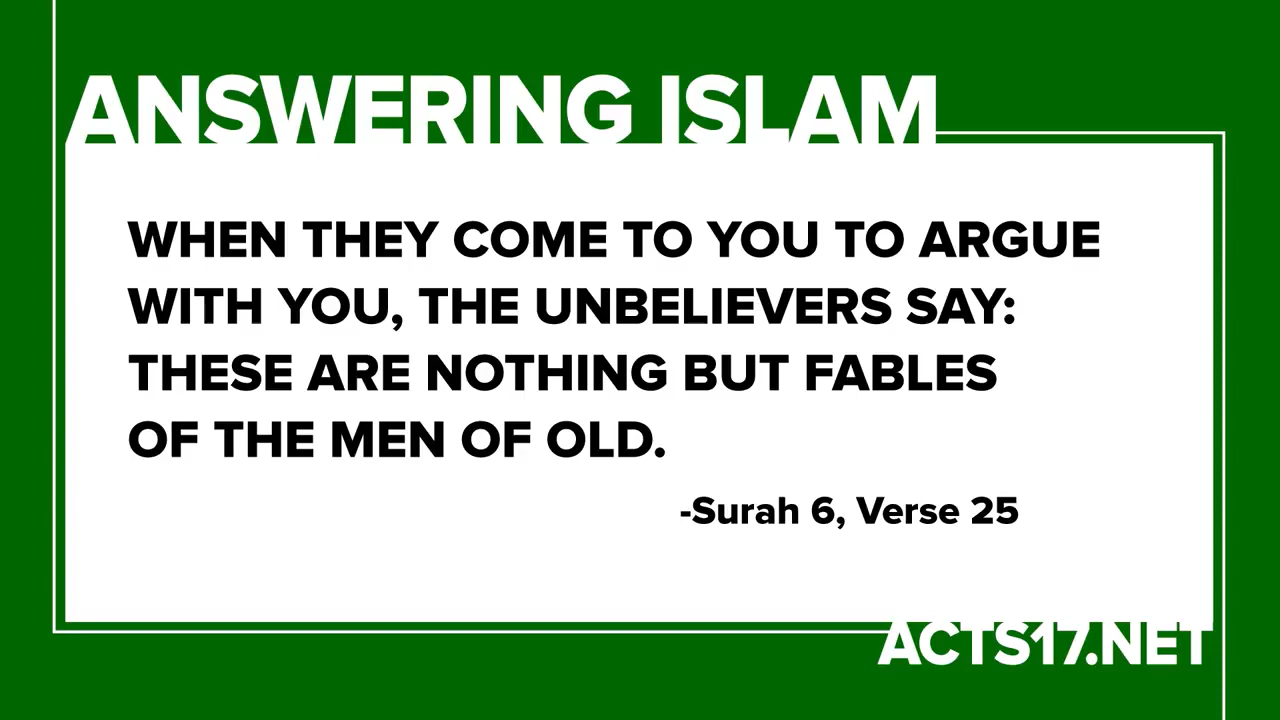 ANSWERING ISLAM
WHEN THEY COME TO YOU TO ARGUE
WITH YOU, THE UNBELIEVERS SAY:
THESE ARE NOTHING BUT FABLES
OF THE MEN OF OLD.
-Surah 6, Verse 25
ACTS17.NET